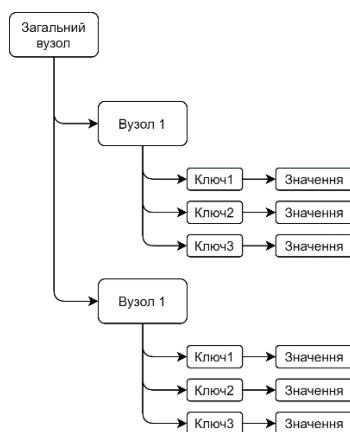 Загальний
вузол
Вузол 1
Ключ1
Значення
Ключ2
Значення
Ключ3
Значення
Вузол 1
Ключ1
Значення
Ключ2
Значення
Ключ3
Значення